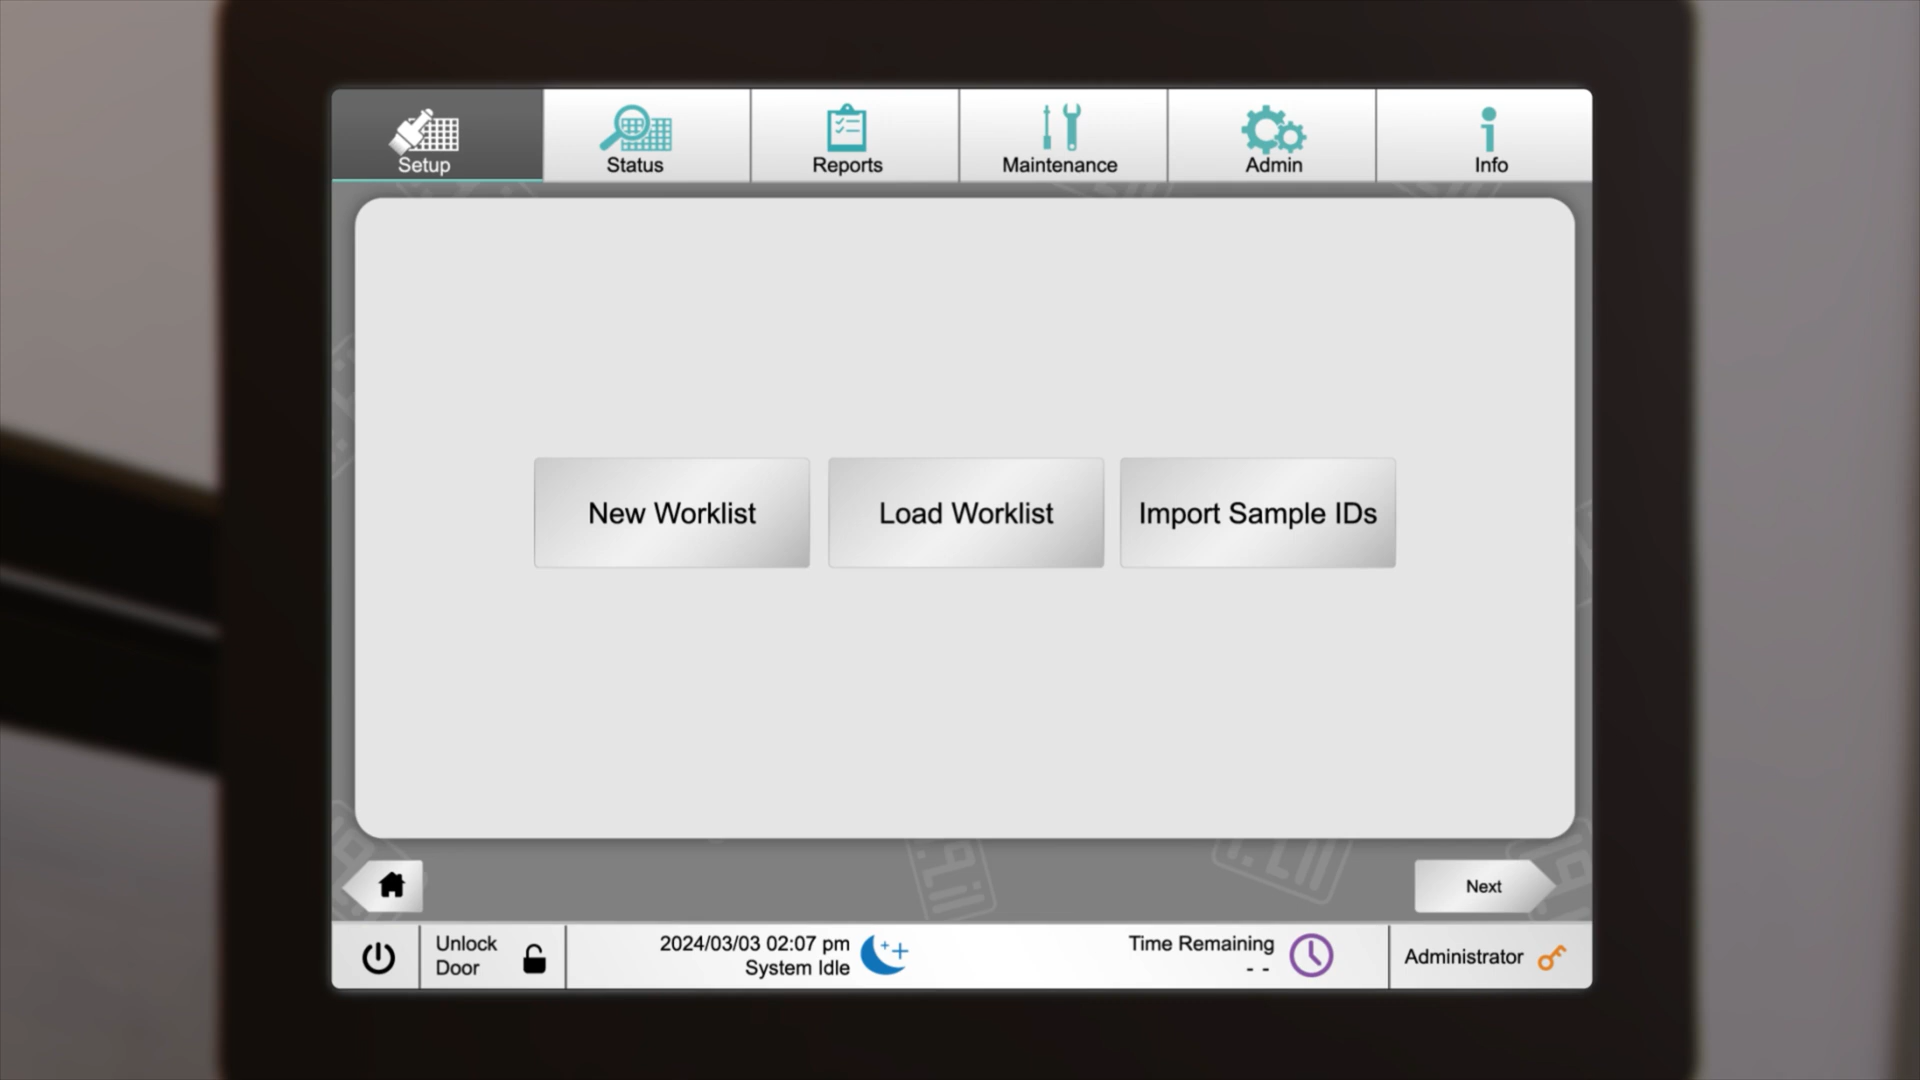 Setup
Status
Reports
Maintenance
Admin
Info
New Worklist
Load Worklist
Import Sample IDs
Next
Unlock
Door
2024/03/03 02:07 pm
System Idle
Time Remaining
- -
Administrator